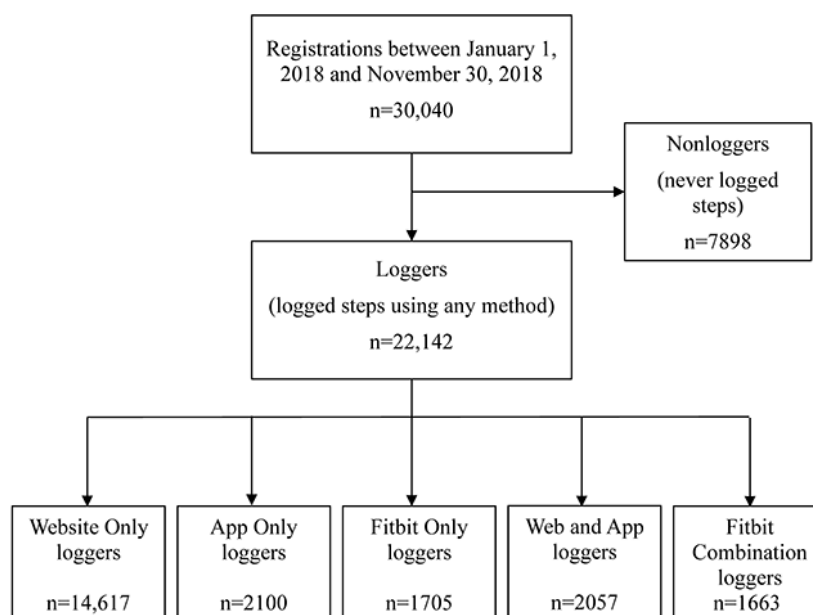 Registrations between January 1,
2018 and November 30, 2018
n=30,040
Nonloggers
(never logged
steps)
n=7898
Loggers
(logged steps using any method)
n=22,142
Website Only
loggers
n=14,617
App Only
loggers
n=2100
Fitbit Only
loggers
n=1705
Web and App
loggers
n=2057
Fitbit
Combination
loggers
n=1663